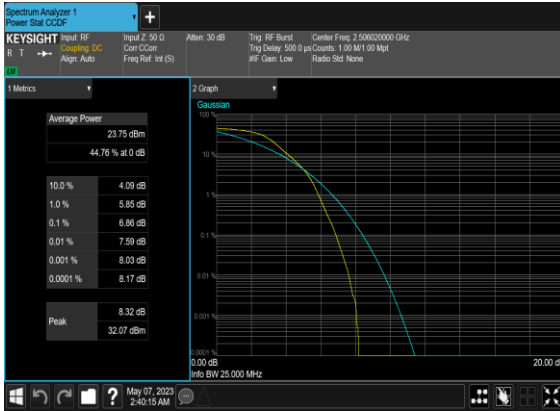 Spectrum Analyzer 1
Power Stat CCDF
+
KEYSIGHT
R T
LV
Input: RF
Coupling: DC
Align: Auto
Input Z: 50 Ω
Corr CCorr
Freq Ref: Int (S)
Atten: 30 dB
Trig: RF Burst
Trig Delay: 500.0 µs
#IF Gain: Low
Center Freq: 2.506020000 GHz
Counts: 1.00 M/1.00 Mpt
Radio Std: None
1 Metrics
Average Power
23.75 dBm
44.76 % at 0 dB
10.0 % 4.09 dB
1.0 % 5.85 dB
0.1 % 6.86 dB
0.01 % 7.59 dB
0.001 % 8.03 dB
0.0001 % 8.17 dB
Peak
8.32 dB
32.07 dBm
2 Graph
Gaussian
100 %
10 %
1 %
0.1 %
0.01 %
0.001 %
0.0001 %
0.00 dB
20.00 d
Info BW 25.000 MHz
?
May 07, 2023
2:40:15 AM